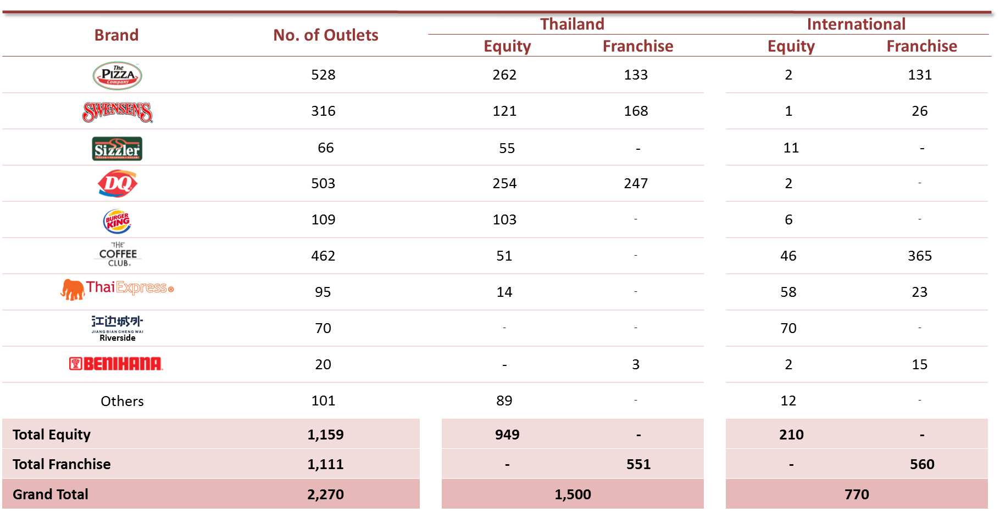 Brand No. of Outlets Thailand International
Equity Franchise Equity Franchise
The PIZZA Company 528 262 133 2 131
SWENSEN'S® 316 121 168 1 26
Sizzler 66 55 - 11 -
DQ 503 254 247 2 -
BURGER KING 109 103 - 6 -
THE COFFEE CLUB® 462 51 - 46 365
ThaiExpress® 95 14 - 58 23
江边城外
JIANG BIAN CHENG WAI
Riverside 70 - - 70 -
BENIHANA 20 - 3 2 15
Others 101 89 - 12 -
Total Equity 1,159 949 - 210 -
Total Franchise 1,111 - 551 - 560
Grand Total 2,270 1,500 770